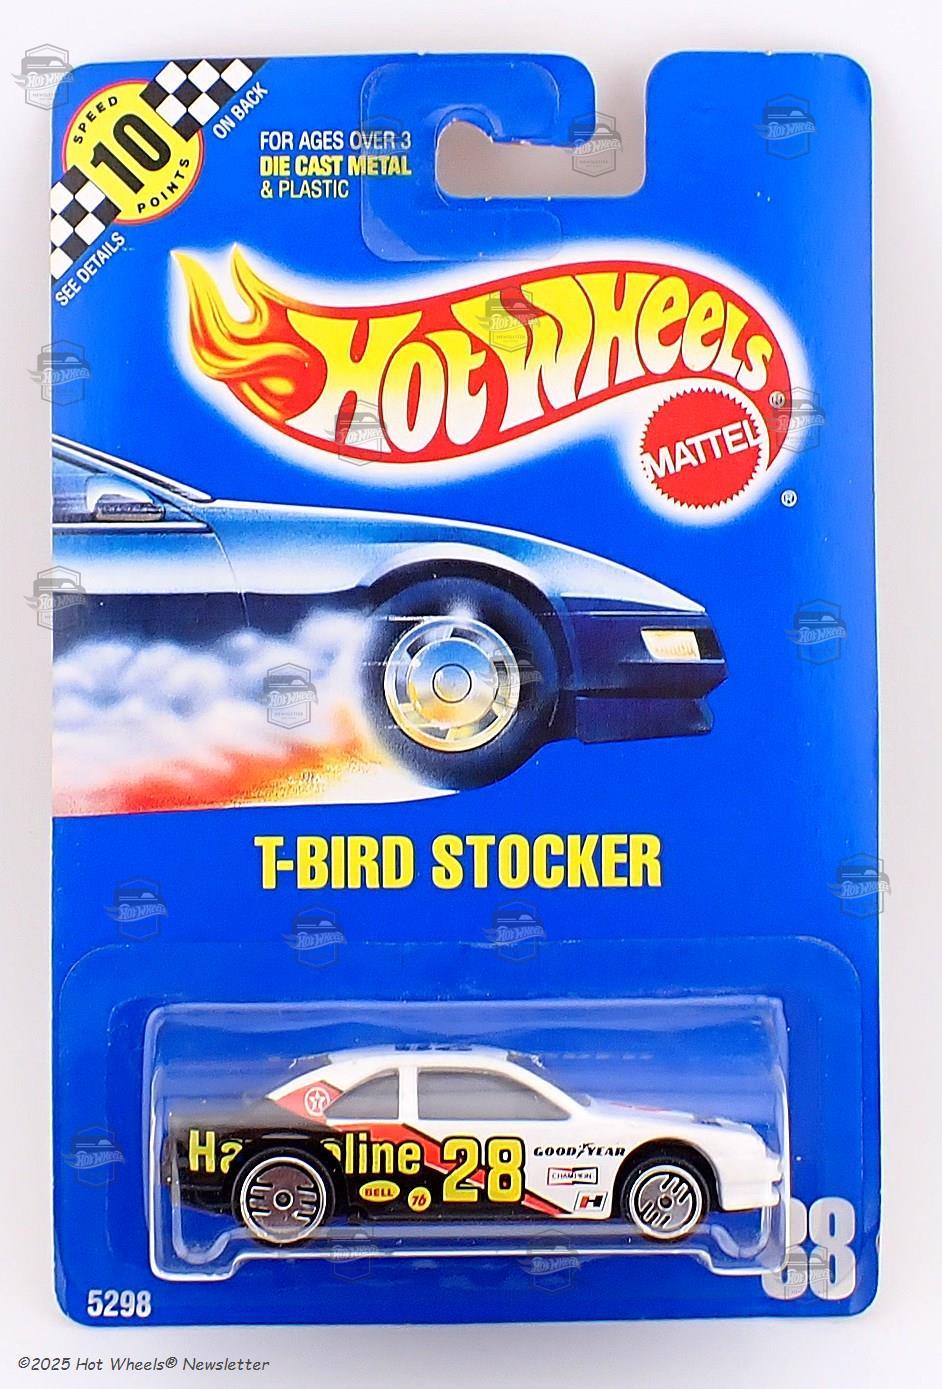 SPEED
10
POINTS
ON BACK
SEE DETAILS
FOR AGES OVER 3
DIE CAST METAL
& PLASTIC
HOT WHEELS®
MATTEL
®
T-BIRD STOCKER
28
GOODYEAR
CHAMPION
BELL
76
H
T
5298
©2025 Hot Wheels® Newsletter